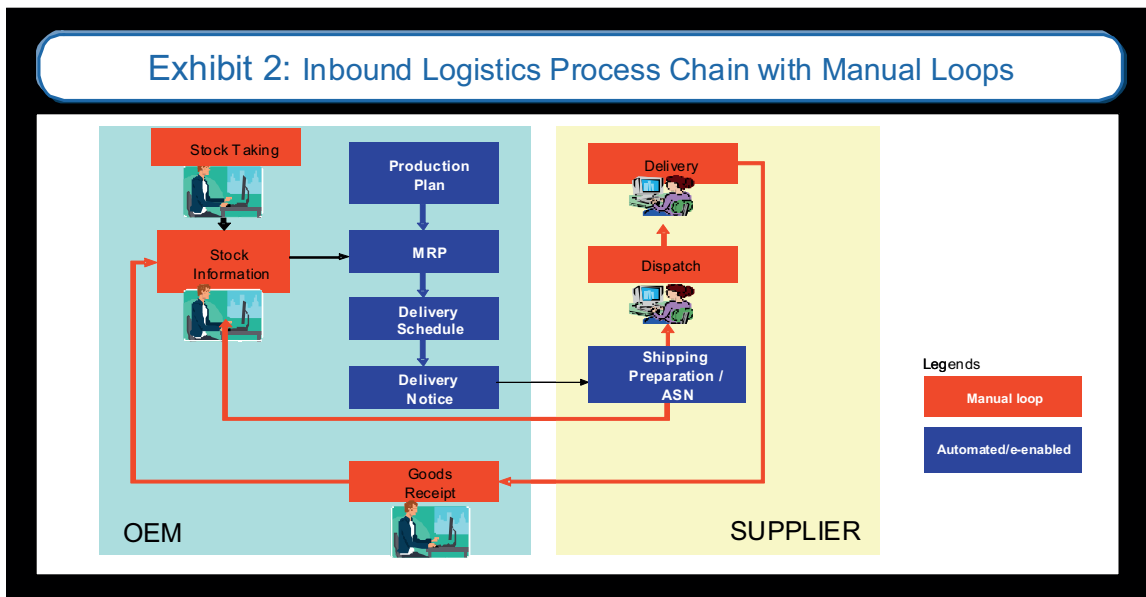 Exhibit 2: Inbound Logistics Process Chain with Manual Loops
Stock Taking
Production
Plan
Stock
Information
MRP
Delivery
Schedule
Delivery
Notice
Goods
Receipt
OEM
Delivery
Dispatch
Shipping
Preparation /
ASN
SUPPLIER
Legends
Manual loop
Automated/e-enabled